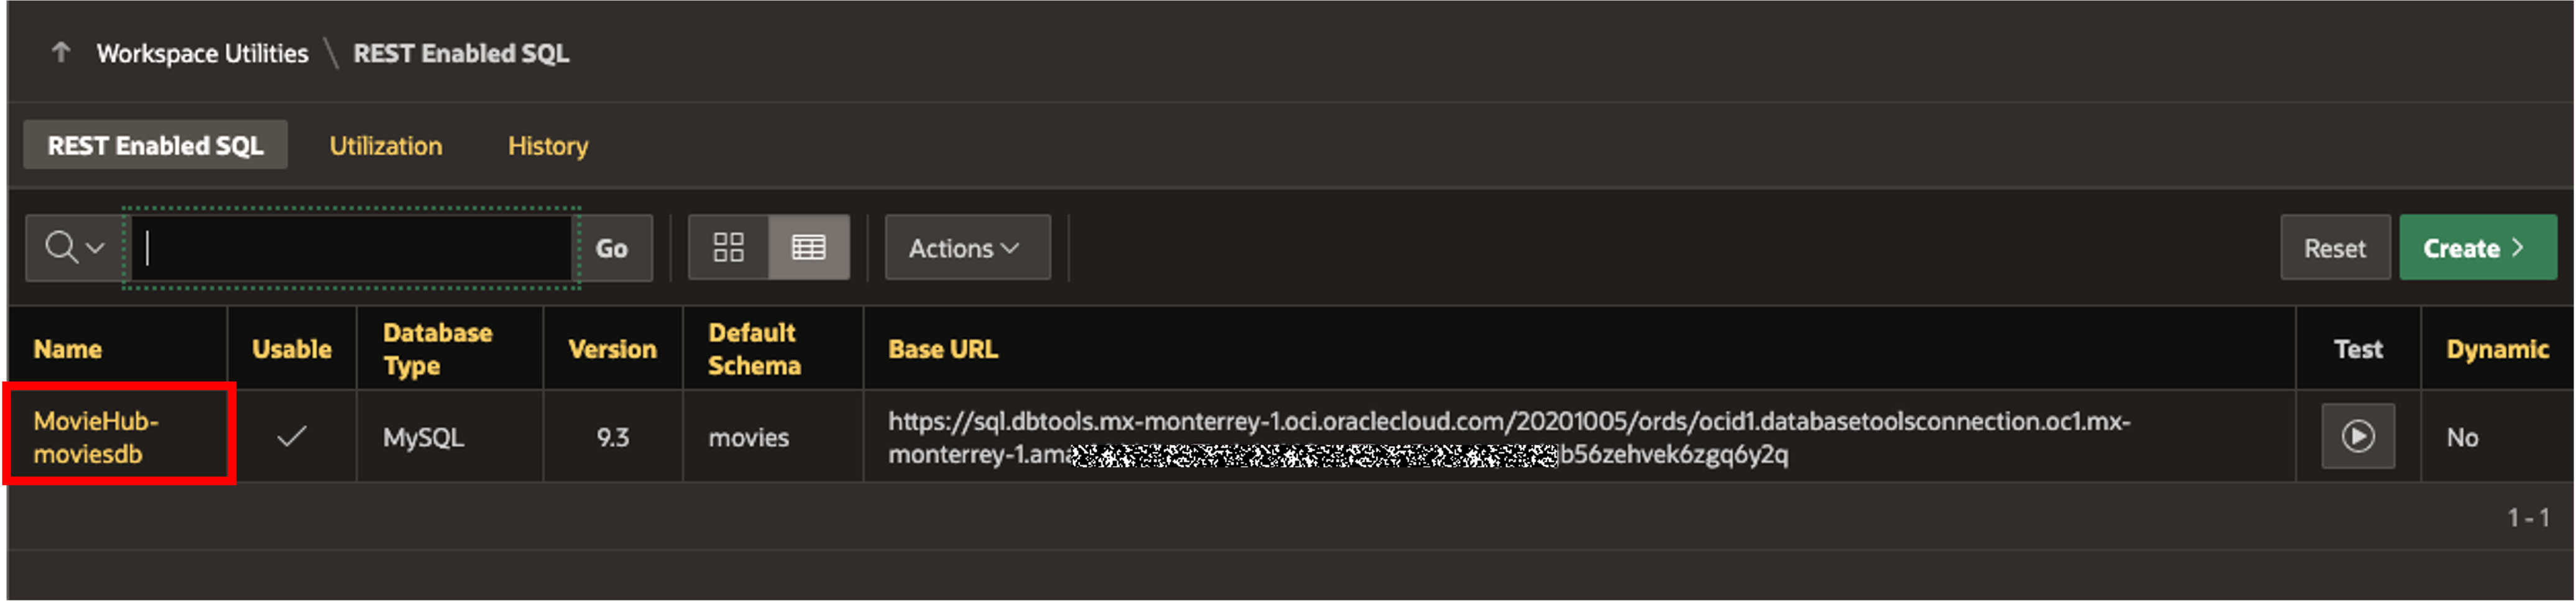 Workspace Utilities \ REST Enabled SQL
REST Enabled SQL Utilization History
Go Actions Reset Create
Name Usable Database Type Version Default Schema Base URL Test Dynamic
MovieHub-
moviesdb
MySQL 9.3 movies
https://sql.dbtools.mx-monterrey-1.oci.oraclecloud.com/20201005/ords/ocid1.databasetoolsconnection.oc1.mx-
monterrey-1.ama b56zehvek6zgq6y2q
No
1 - 1